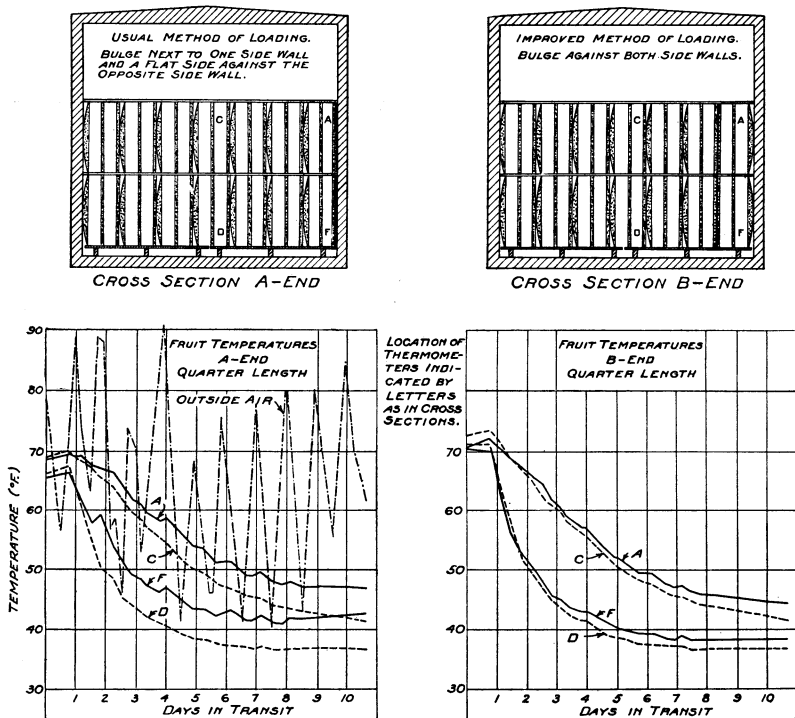 USUAL METHOD OF LOADING.
BULGE NEXT TO ONE SIDE WALL
AND A FLAT SIDE AGAINST THE
OPPOSITE SIDE WALL.
C A
D F
CROSS SECTION A-END
IMPROVED METHOD OF LOADING.
BULGE AGAINST BOTH SIDE WALLS.
C A
D F
CROSS SECTION B-END
FRUIT TEMPERATURES
A-END
QUARTER LENGTH
OUTSIDE AIR
A
C
F
D
90
80
70
60
50
40
30
TEMPERATURE (°F.)
1 2 3 4 5 6 7 8 9 10
DAYS IN TRANSIT
LOCATION OF
THERMOME-
TERS INDI-
CATED BY
LETTERS
AS IN CROSS
SECTIONS.
FRUIT TEMPERATURES
B-END
QUARTER LENGTH
A
C
F
D
70
60
50
40
30
1 2 3 4 5 6 7 8 9 10
DAYS IN TRANSIT